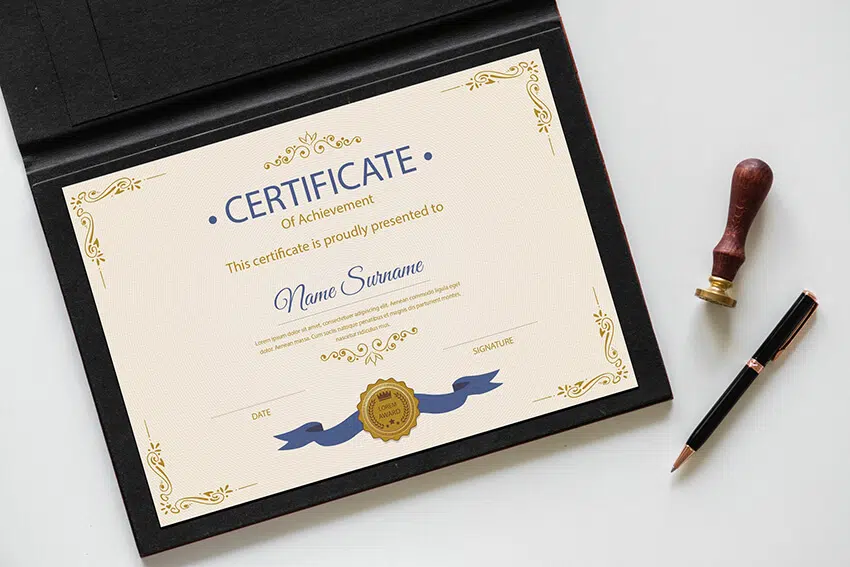 • CERTIFICATE •
Of Achievement
This certificate is proudly presented to
Name Surname
Lorem ipsum dolor sit amet, consectetuer adipiscing elit. Aenean commodo ligula eget
dolor. Aenean massa. Cum sociis natoque penatibus et magnis dis parturient montes,
nascetur ridiculus mus.
DATE
SIGNATURE
LOREM
AWARD